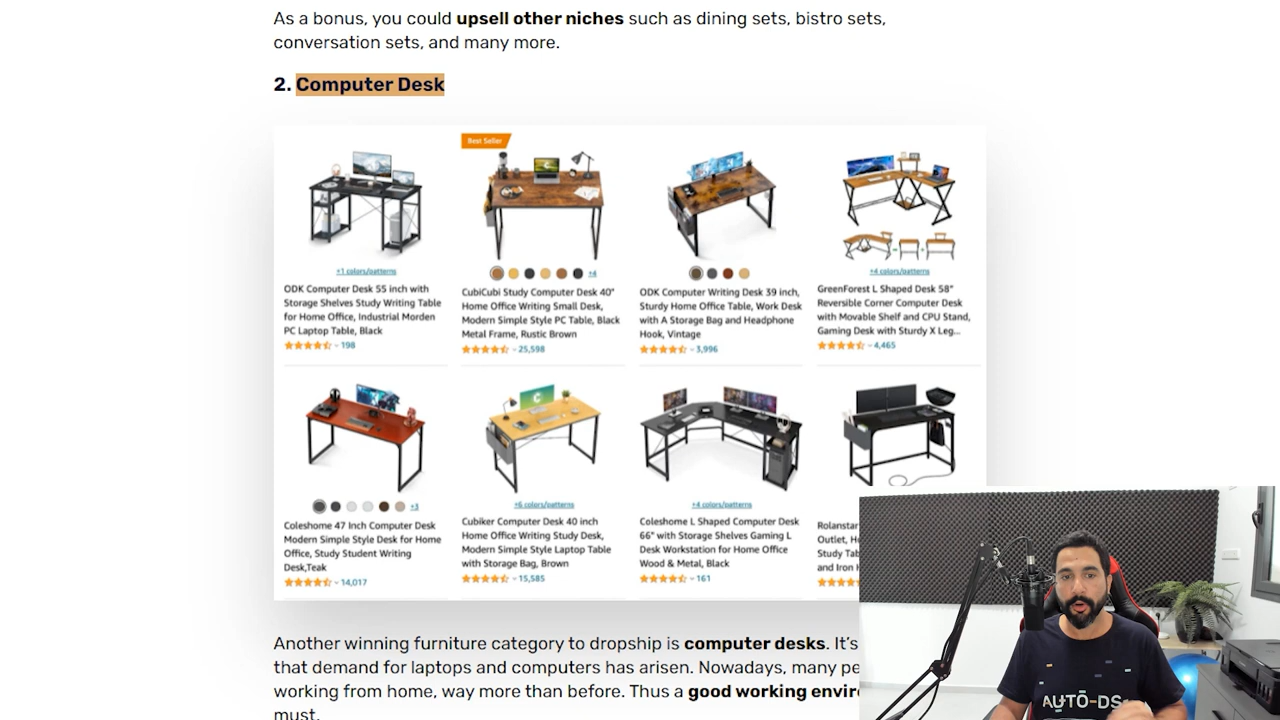 As a bonus, you could upsell other niches such as dining sets, bistro sets,
conversation sets, and many more.
2. Computer Desk
Best Seller
+1 colors/patterns
ODK Computer Desk 55 inch with
Storage Shelves Study Writing Table
for Home Office, Industrial Morden
PC Laptop Table, Black
198
+4
CubiCubi Study Computer Desk 40"
Home Office Writing Small Desk,
Modern Simple Style PC Table, Black
Metal Frame, Rustic Brown
25,598
ODK Computer Writing Desk 39 inch,
Sturdy Home Office Table, Work Desk
with A Storage Bag and Headphone
Hook, Vintage
3,996
+4 colors/patterns
GreenForest L Shaped Desk 58"
Reversible Corner Computer Desk
with Movable Shelf and CPU Stand,
Gaming Desk with Sturdy X Leg...
4,465
+3
Coleshome 47 Inch Computer Desk
Modern Simple Style Desk for Home
Office, Study Student Writing
Desk,Teak
14,017
+6 colors/patterns
Cubiker Computer Desk 40 inch
Home Office Writing Study Desk,
Modern Simple Style Laptop Table
with Storage Bag, Brown
15,585
+4 colors/patterns
Coleshome L Shaped Computer Desk
66" with Storage Shelves Gaming L
Desk Workstation for Home Office
Wood & Metal, Black
161
Rolanstar
Outlet, H
Study Tab
and Iron H
Another winning furniture category to dropship is computer desks. It's
that demand for laptops and computers has arisen. Nowadays, many pe
working from home, way more than before. Thus a good working envir
must.
AUTO-DS